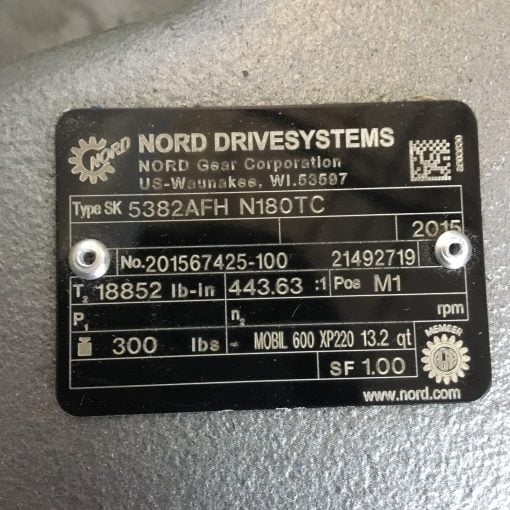 NORD
NORD DRIVESYSTEMS
NORD Gear Corporation
US-Waunakee, WI.53597
Type SK 5382AFH N180TC
2015
No. 201567425-100 21492719
T2 18852 lb-in 443.63 :1 Pos M1
P1 n2 rpm
300 lbs - MOBIL 600 XP220 13.2 qt
MEMBER
SF 1.00
www.nord.com